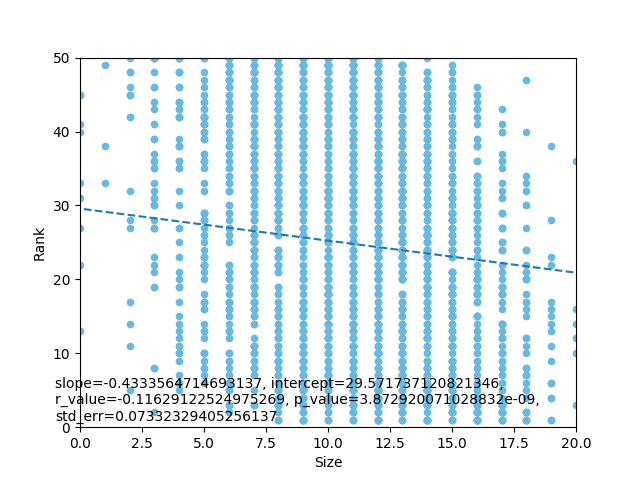 50
40
30
20
10
0
Rank
slope=-0.4333564714693137, intercept=29.571737120821346,
r_value=-0.11629122524975269, p_value=3.872920071028832e-09,
std_err=0.07332329405256137
0.0 2.5 5.0 7.5 10.0 12.5 15.0 17.5 20.0
Size